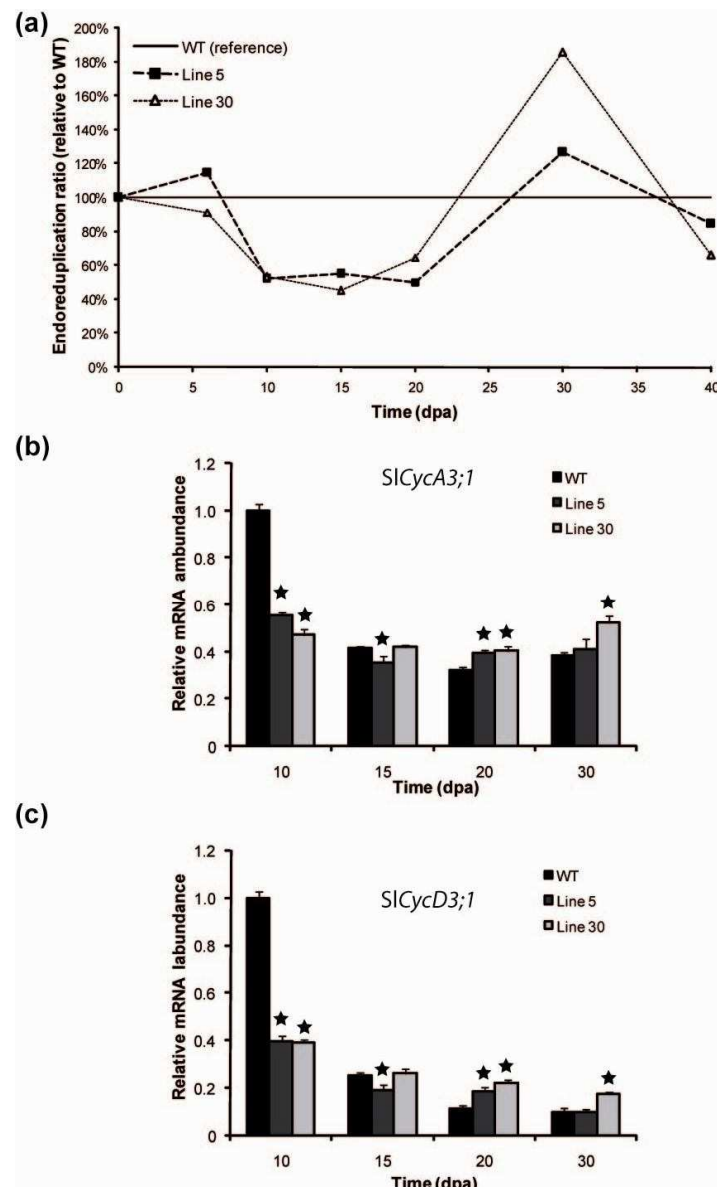 (a)
200%
180%
160%
140%
120%
100%
80%
60%
40%
20%
0%
Endoreduplication ratio (relative to WT)
WT (reference)
Line 5
Line 30
0 5 10 15 20 25 30 35 40
Time (dpa)
(b)
SlCycA3;1
1.2
1.0
0.8
0.6
0.4
0.2
0
Relative mRNA ambundance
WT
Line 5
Line 30
10 15 20 30
Time (dpa)
(c)
SlCycD3;1
1.2
1.0
0.8
0.6
0.4
0.2
0
Relative mRNA labundance
WT
Line 5
Line 30
10 15 20 30
Time (dpa)